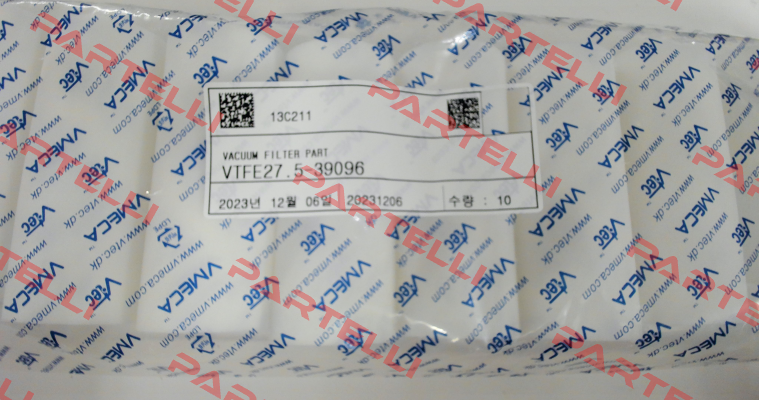 13C211
VACUUM FILTER PART
VTFE27.5-39096
2023년 12월 06일 20231206
수량 : 10
VMECA
Vtec
www.vmeca.com
www.vtec.dk
PARTELLI